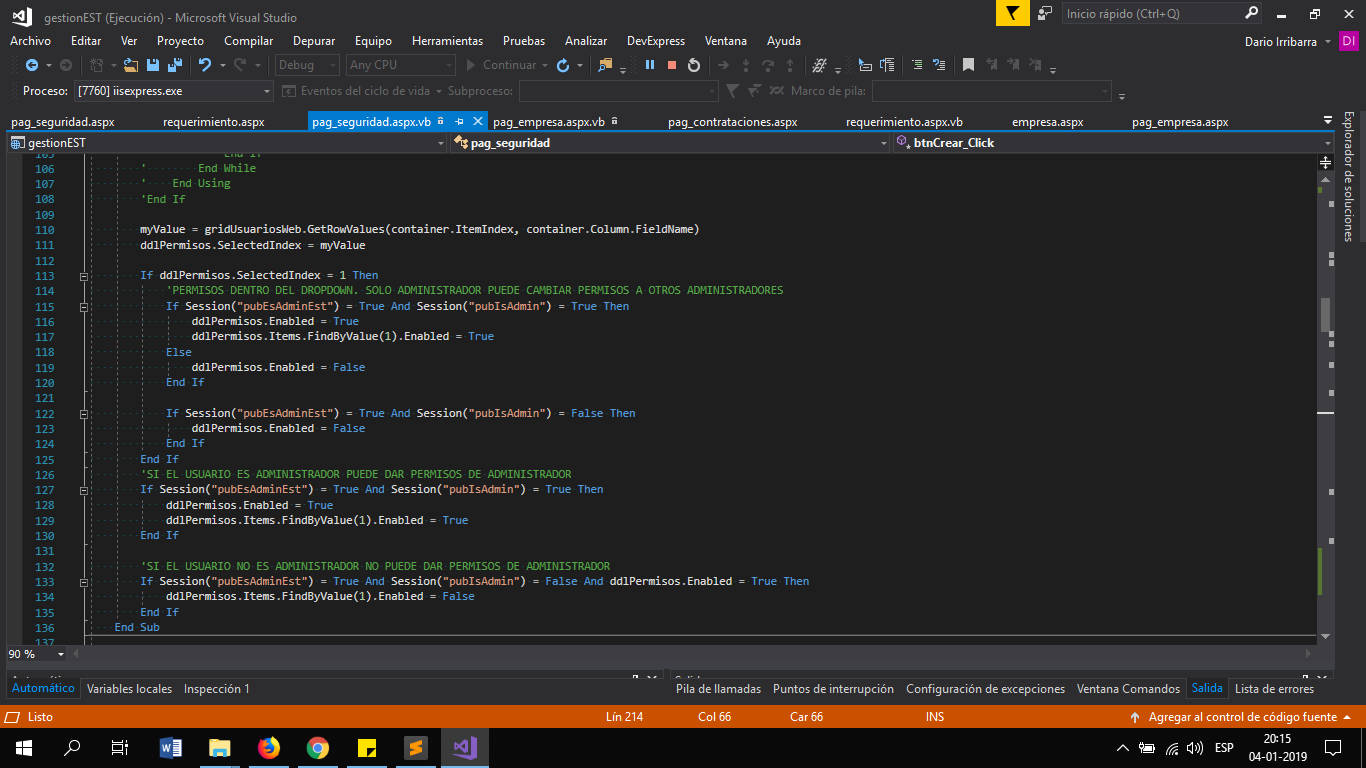 gestionEST (Ejecución) - Microsoft Visual Studio
Inicio rápido (Ctrl+Q)
Archivo Editar Ver Proyecto Compilar Depurar Equipo Herramientas Pruebas Analizar DevExpress Ventana Ayuda
Dario Irribarra DI
Debug Any CPU Continuar
Proceso: [7760] iisexpress.exe Eventos del ciclo de vida Subproceso: Marco de pila:
pag_seguridad.aspx requerimiento.aspx pag_seguridad.aspx.vb pag_empresa.aspx.vb pag_contrataciones.aspx requerimiento.aspx.vb empresa.aspx pag_empresa.aspx
Explorador de soluciones
gestionEST pag_seguridad btnCrear_Click
105 End If
106 ' End While
107 ' End Using
108 'End If
109
110 myValue = gridUsuariosWeb.GetRowValues(container.ItemIndex, container.Column.FieldName)
111 ddlPermisos.SelectedIndex = myValue
112
113 If ddlPermisos.SelectedIndex = 1 Then
114 'PERMISOS DENTRO DEL DROPDOWN. SOLO ADMINISTRADOR PUEDE CAMBIAR PERMISOS A OTROS ADMINISTRADORES
115 If Session("pubEsAdminEst") = True And Session("pubIsAdmin") = True Then
116 ddlPermisos.Enabled = True
117 ddlPermisos.Items.FindByValue(1).Enabled = True
118 Else
119 ddlPermisos.Enabled = False
120 End If
121
122 If Session("pubEsAdminEst") = True And Session("pubIsAdmin") = False Then
123 ddlPermisos.Enabled = False
124 End If
125 End If
126 'SI EL USUARIO ES ADMINISTRADOR PUEDE DAR PERMISOS DE ADMINISTRADOR
127 If Session("pubEsAdminEst") = True And Session("pubIsAdmin") = True Then
128 ddlPermisos.Enabled = True
129 ddlPermisos.Items.FindByValue(1).Enabled = True
130 End If
131
132 'SI EL USUARIO NO ES ADMINISTRADOR NO PUEDE DAR PERMISOS DE ADMINISTRADOR
133 If Session("pubEsAdminEst") = True And Session("pubIsAdmin") = False And ddlPermisos.Enabled = True Then
134 ddlPermisos.Items.FindByValue(1).Enabled = False
135 End If
136 End Sub
137
90 %
Automático Variables locales Inspección 1 Pila de llamadas Puntos de interrupción Configuración de excepciones Ventana Comandos Salida Lista de errores
Listo Lín 214 Col 66 Car 66 INS Agregar al control de código fuente
ESP 20:15
04-01-2019